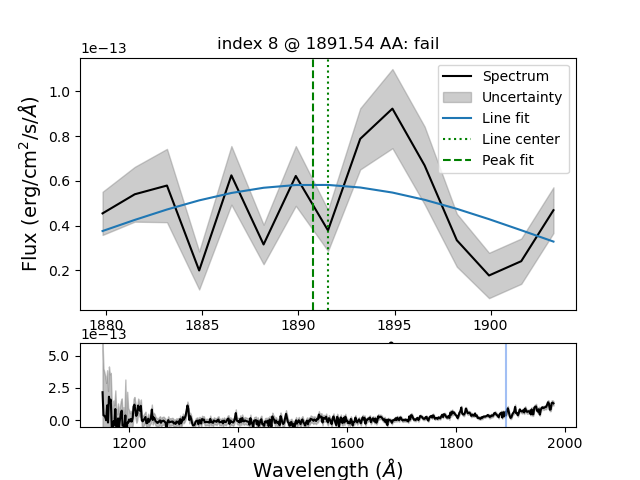 index 8 @ 1891.54 AA: fail
1e−13
Flux (erg/cm²/s/Å)
1.0
0.8
0.6
0.4
0.2
Spectrum
Uncertainty
Line fit
Line center
Peak fit
1880 1885 1890 1895 1900
1e−13
5.0
2.5
0.0
1200 1400 1600 1800 2000
Wavelength (Å)